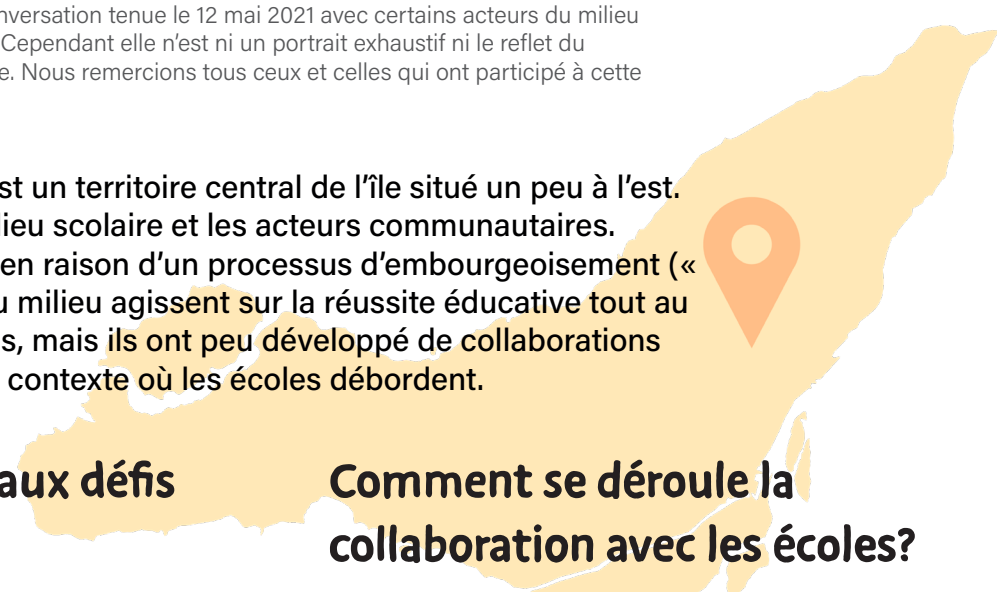 nversation tenue le 12 mai 2021 avec certains acteurs du milieu
Cependant elle n’est ni un portrait exhaustif ni le reflet du
e. Nous remercions tous ceux et celles qui ont participé à cette
st un territoire central de l’île situé un peu à l’est.
lieu scolaire et les acteurs communautaires.
en raison d’un processus d’embourgeoisement («
u milieu agissent sur la réussite éducative tout au
s, mais ils ont peu développé de collaborations
contexte où les écoles débordent.
aux défis
Comment se déroule la
collaboration avec les écoles?